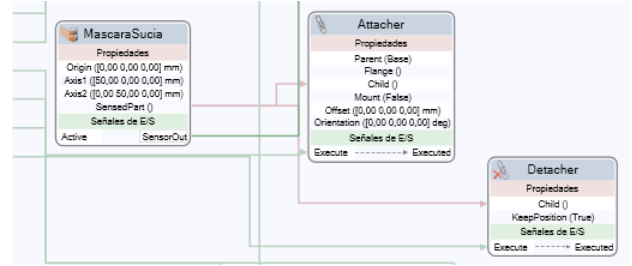 MascaraSucia
Propiedades
Origin ([0,00 0,00 0,00] mm)
Axis1 ([50,00 0,00 0,00] mm)
Axis2 ([0,00 50,00 0,00] mm)
SensedPart ()
Señales de E/S
Active SensorOut
Attacher
Propiedades
Parent (Base)
Flange ()
Child ()
Mount (False)
Offset ([0,00 0,00 0,00] mm)
Orientation ([0,00 0,00 0,00] deg)
Señales de E/S
Execute Executed
Detacher
Propiedades
Child ()
KeepPosition (True)
Señales de E/S
Execute Executed